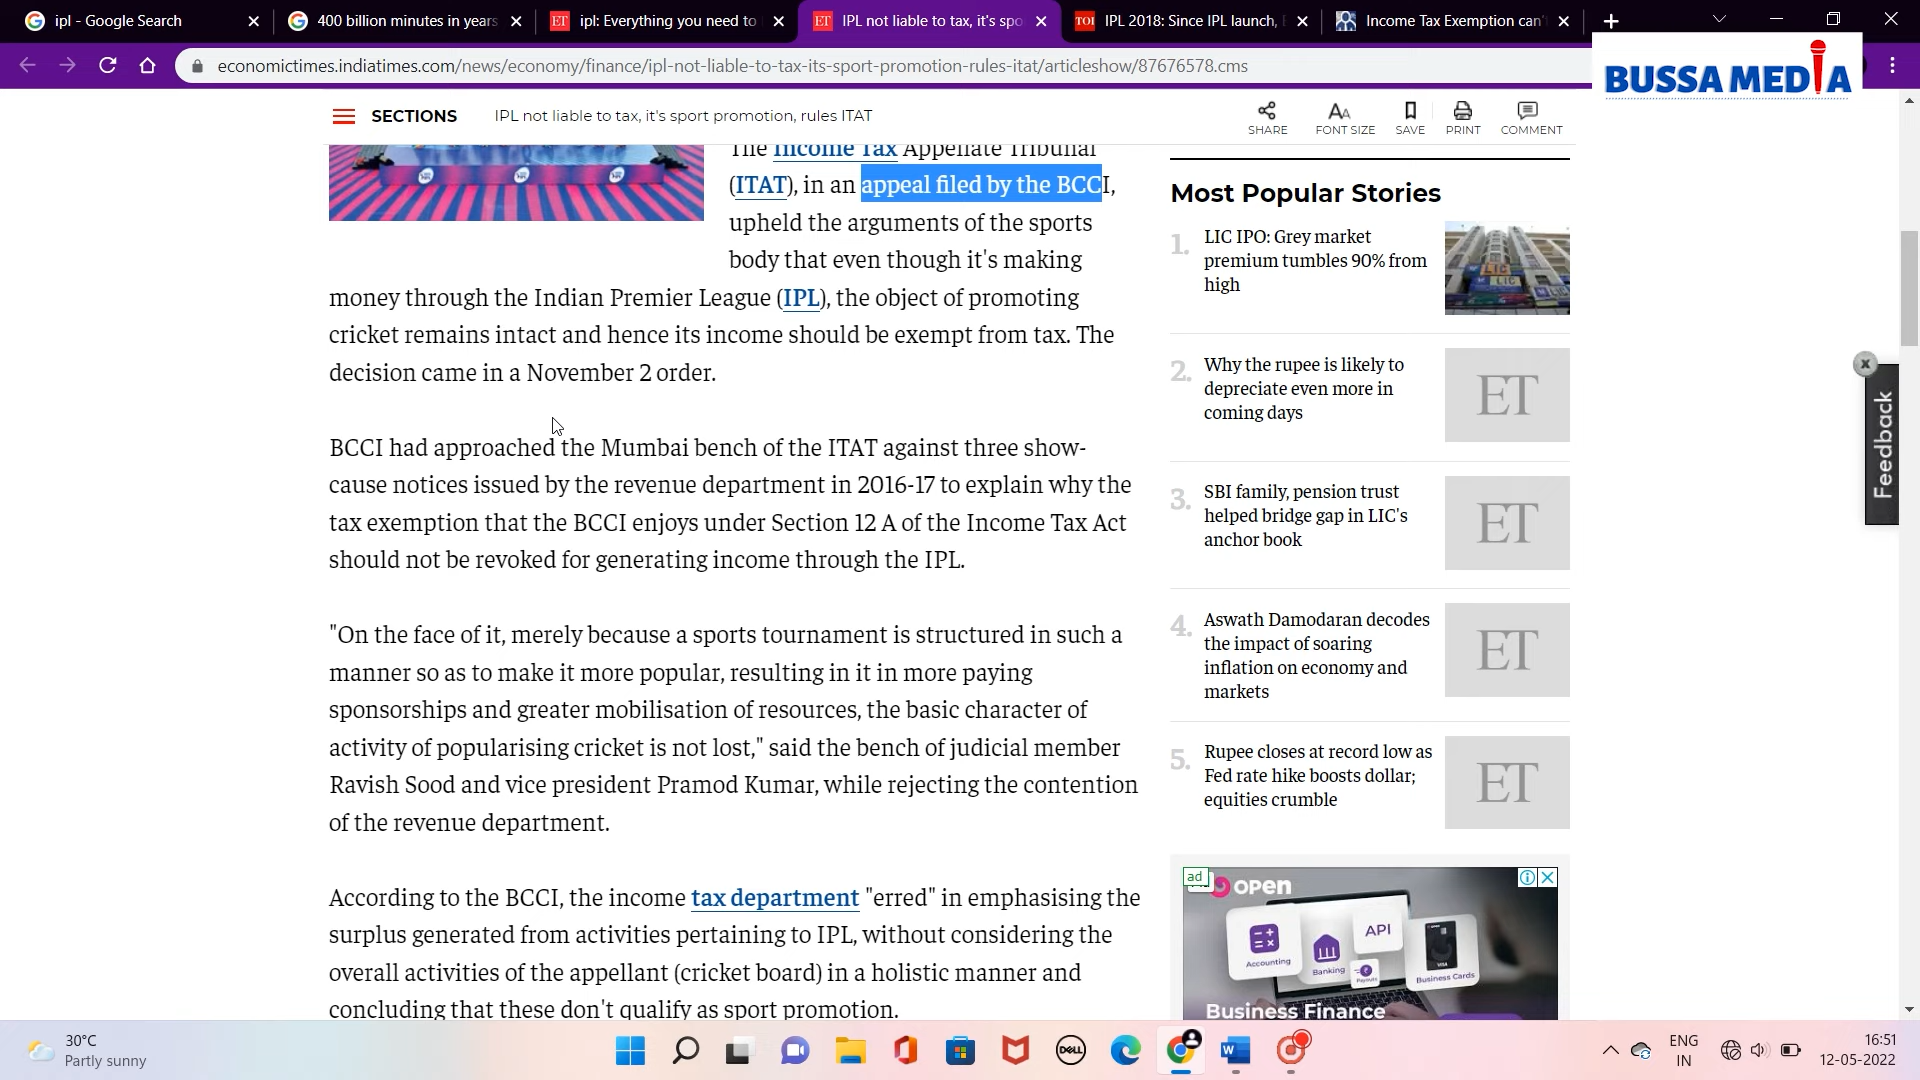 ipl - Google Search
400 billion minutes in years
ipl: Everything you need to
IPL not liable to tax, it's spo
IPL 2018: Since IPL launch,
Income Tax Exemption can'
economictimes.indiatimes.com/news/economy/finance/ipl-not-liable-to-tax-its-sport-promotion-rules-itat/articleshow/87676578.cms
BUSSA MEDIA
SECTIONS
IPL not liable to tax, it's sport promotion, rules ITAT
SHARE
FONT SIZE
SAVE
PRINT
COMMENT
The Income Tax Appellate Tribunal
(ITAT), in an appeal filed by the BCCI,
upheld the arguments of the sports
body that even though it's making
money through the Indian Premier League (IPL), the object of promoting
cricket remains intact and hence its income should be exempt from tax. The
decision came in a November 2 order.
BCCI had approached the Mumbai bench of the ITAT against three show-
cause notices issued by the revenue department in 2016-17 to explain why the
tax exemption that the BCCI enjoys under Section 12 A of the Income Tax Act
should not be revoked for generating income through the IPL.
"On the face of it, merely because a sports tournament is structured in such a
manner so as to make it more popular, resulting in it in more paying
sponsorships and greater mobilisation of resources, the basic character of
activity of popularising cricket is not lost," said the bench of judicial member
Ravish Sood and vice president Pramod Kumar, while rejecting the contention
of the revenue department.
According to the BCCI, the income tax department "erred" in emphasising the
surplus generated from activities pertaining to IPL, without considering the
overall activities of the appellant (cricket board) in a holistic manner and
concluding that these don't qualify as sport promotion.
Most Popular Stories
1. LIC IPO: Grey market
premium tumbles 90% from
high
LIC
2. Why the rupee is likely to
depreciate even more in
coming days
ET
3. SBI family, pension trust
helped bridge gap in LIC's
anchor book
ET
4. Aswath Damodaran decodes
the impact of soaring
inflation on economy and
markets
ET
5. Rupee closes at record low as
Fed rate hike boosts dollar;
equities crumble
ET
Feedback
ad
OPEN
Accounting
Banking
API
Payouts
Business Cards
Business Finance
30°C
Partly sunny
DELL
ENG
IN
16:51
12-05-2022